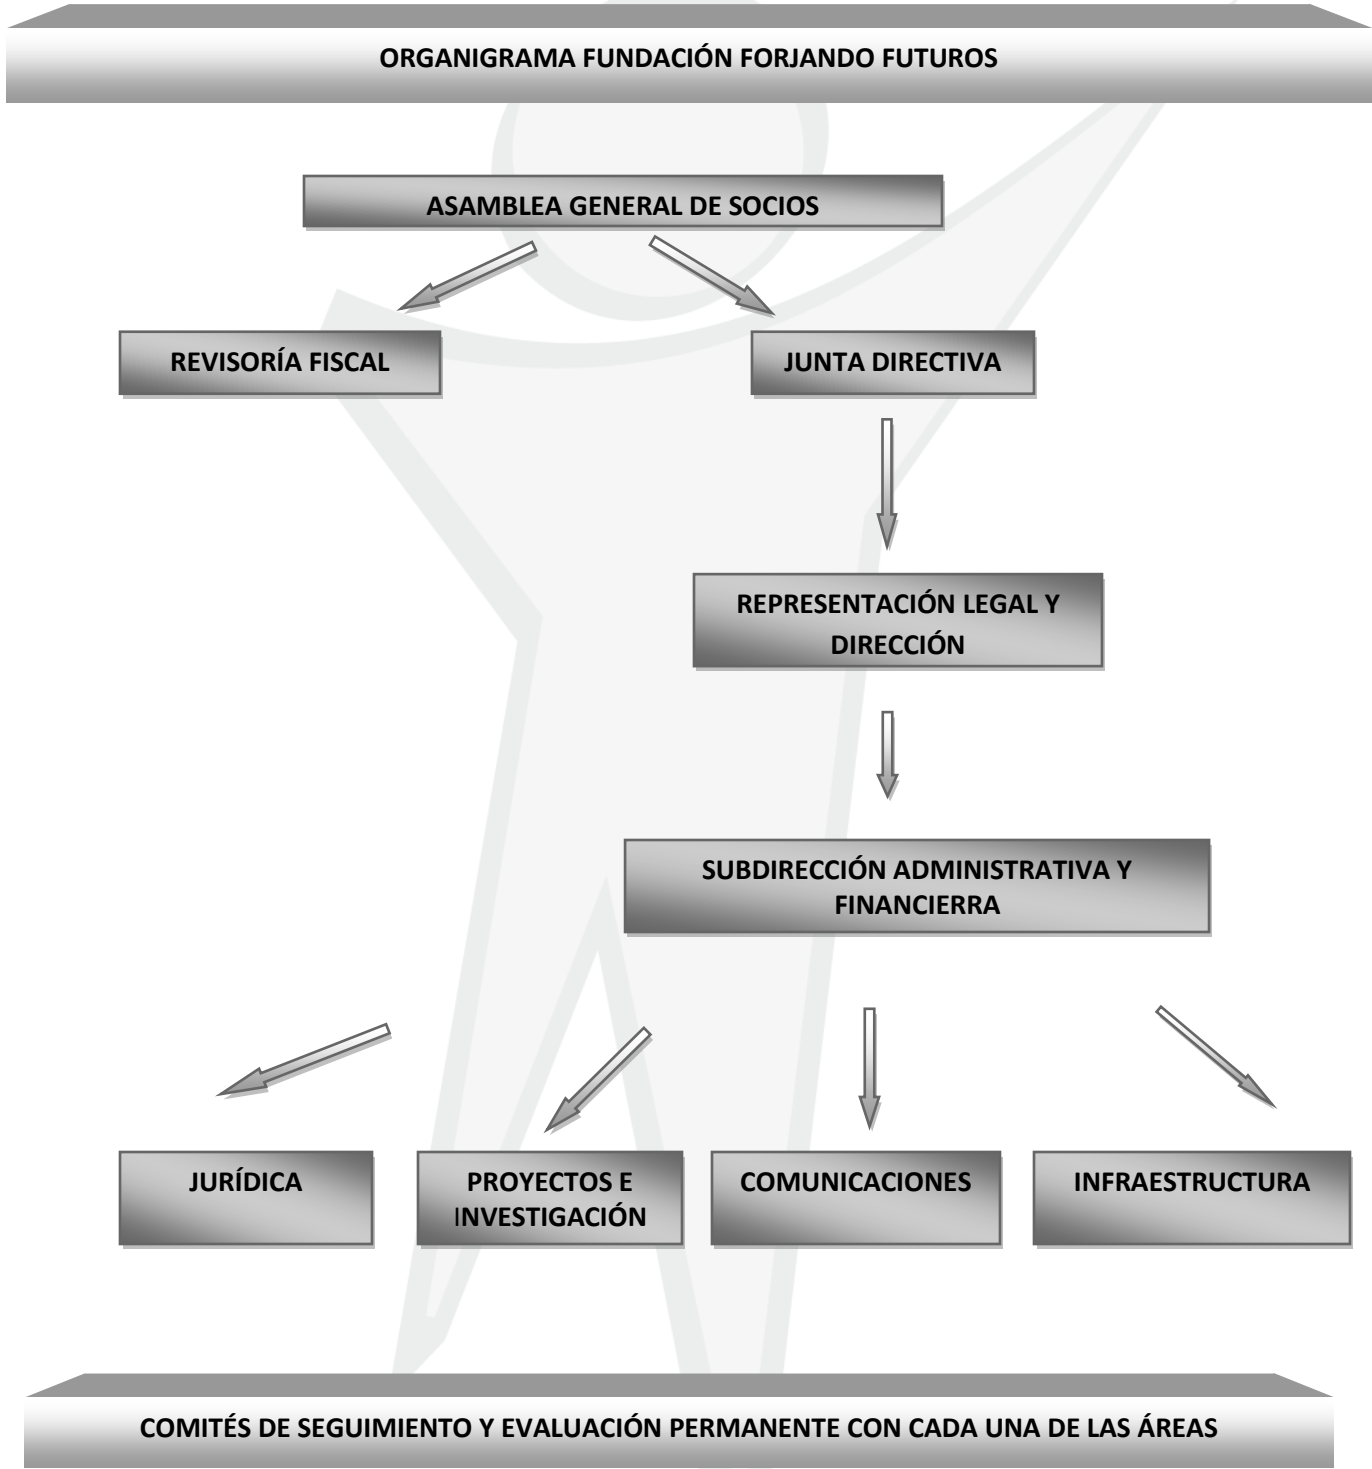 ORGANIGRAMA FUNDACIÓN FORJANDO FUTUROS
ASAMBLEA GENERAL DE SOCIOS
REVISORÍA FISCAL
JUNTA DIRECTIVA
REPRESENTACIÓN LEGAL Y
DIRECCIÓN
SUBDIRECCIÓN ADMINISTRATIVA Y
FINANCIERRA
JURÍDICA
PROYECTOS E
INVESTIGACIÓN
COMUNICACIONES
INFRAESTRUCTURA
COMITÉS DE SEGUIMIENTO Y EVALUACIÓN PERMANENTE CON CADA UNA DE LAS ÁREAS